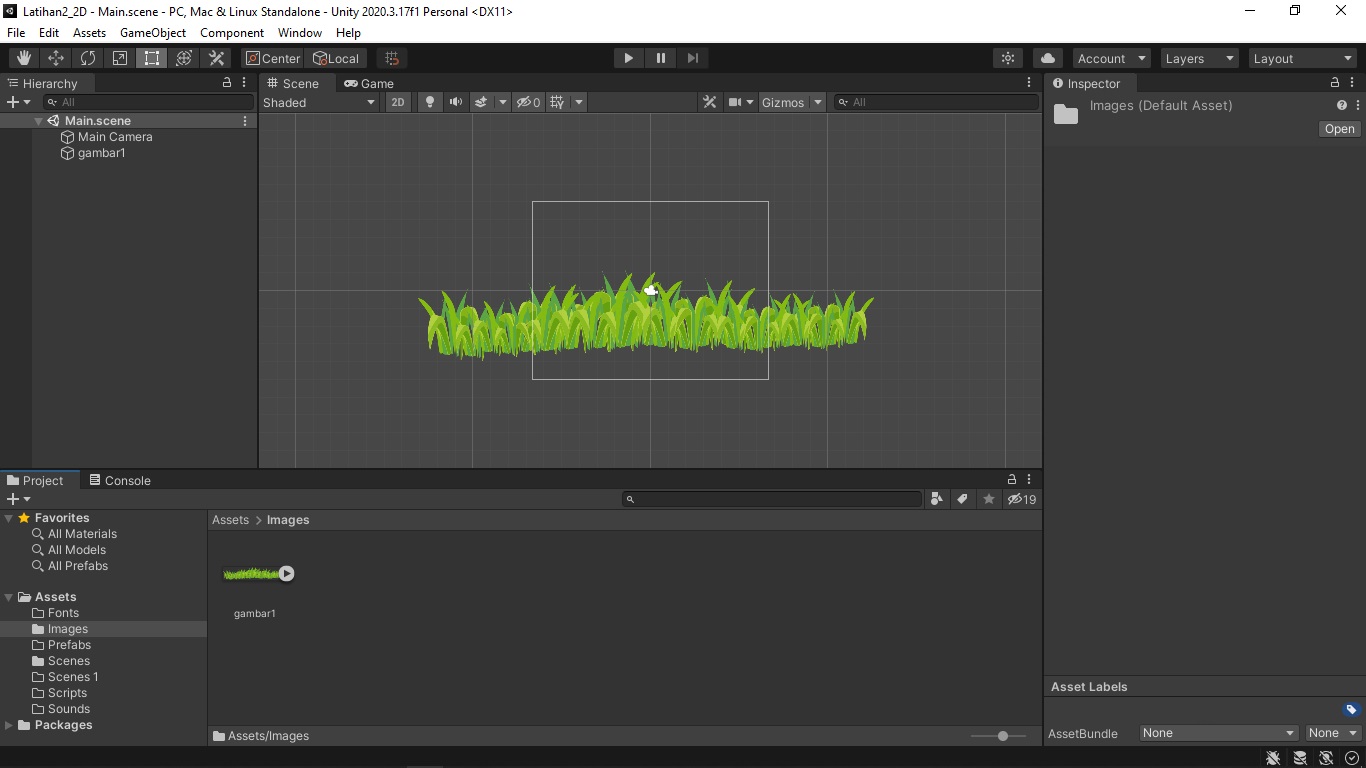 Latihan2_2D - Main.scene - PC, Mac & Linux Standalone - Unity 2020.3.17f1 Personal <DX11>
File Edit Assets GameObject Component Window Help
Center Local Account Layers Layout
Hierarchy
All
Main.scene
Main Camera
gambar1
Scene Game
Shaded 2D 0 Gizmos All
Inspector
Images (Default Asset)
Open
Project Console
19
Favorites
All Materials
All Models
All Prefabs
Assets
Fonts
Images
Prefabs
Scenes
Scenes 1
Scripts
Sounds
Packages
Assets > Images
gambar1
Assets/Images
Asset Labels
AssetBundle None None